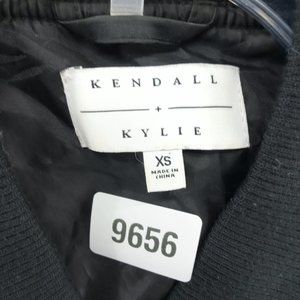 KENDALL
+
KYLIE
XS
MADE IN
CHINA
9656